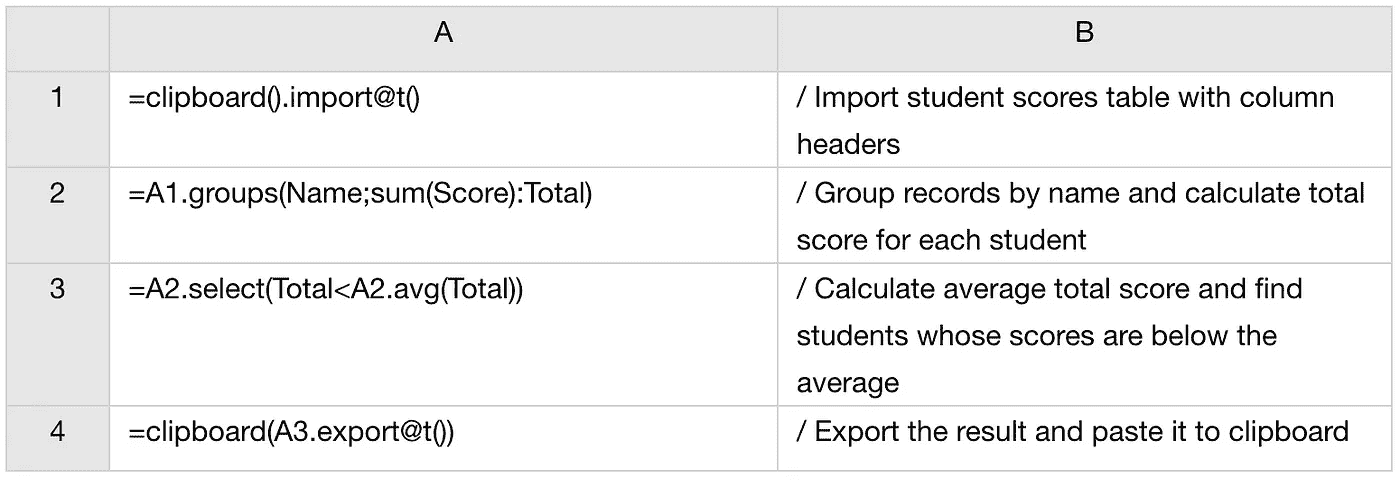 A B
1 =clipboard().import@t() / Import student scores table with column
headers
2 =A1.groups(Name;sum(Score):Total) / Group records by name and calculate total
score for each student
3 =A2.select(Total<A2.avg(Total)) / Calculate average total score and find
students whose scores are below the
average
4 =clipboard(A3.export@t()) / Export the result and paste it to clipboard